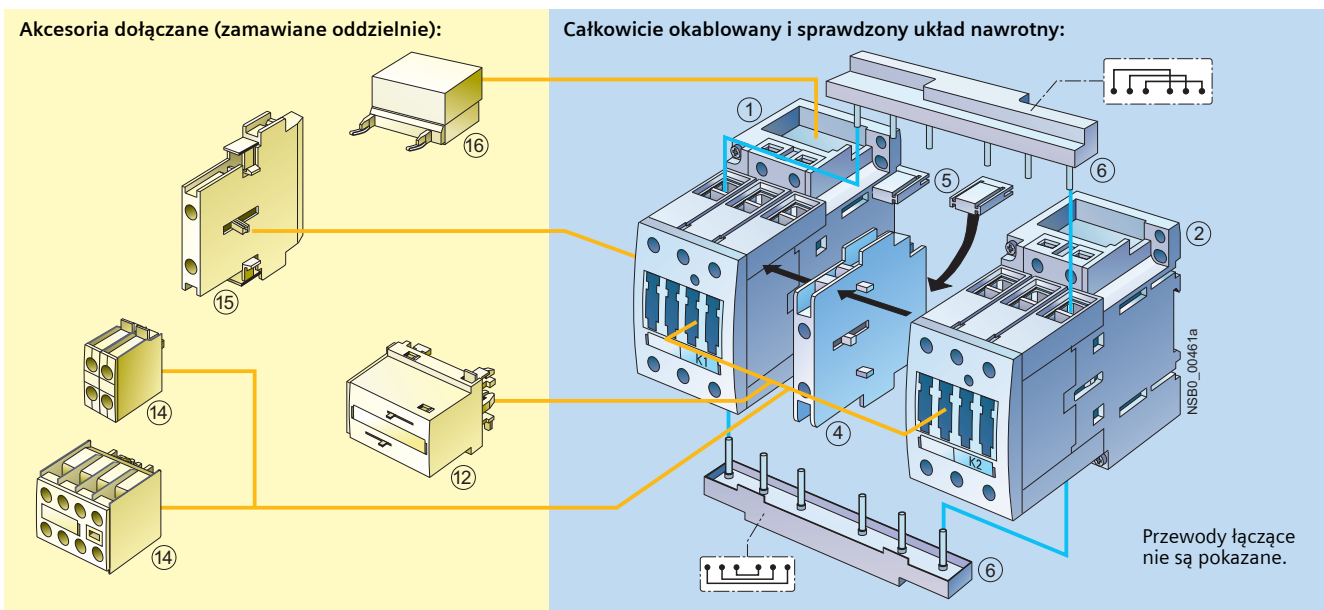 Akcesoria dołączane (zamawiane oddzielnie):
Całkowicie okablowany i sprawdzony układ nawrotny:
16
1
6
5
2
15
K1
NSB0_00461a
14
12
4
K2
14
6
Przewody łączące
nie są pokazane.